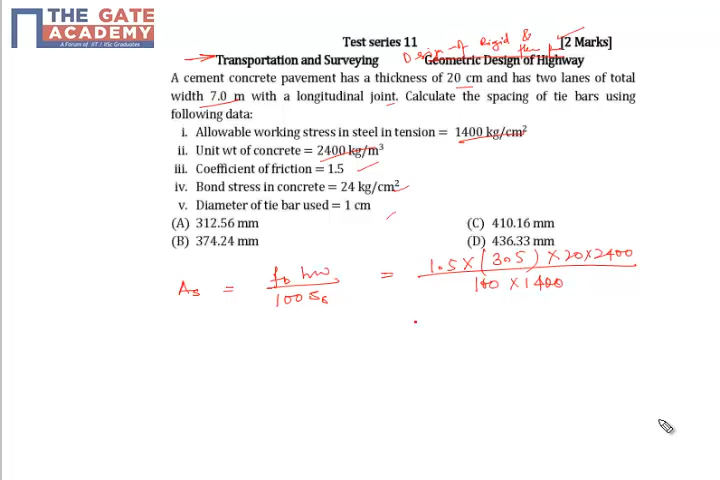 THE GATE
ACADEMY
A Forum of IIT / IISc Graduates
Test series 11
Design of Rigid &
[2 Marks]
Transportation and Surveying
Geometric Design of Highway
A cement concrete pavement has a thickness of 20 cm and has two lanes of total
width 7.0 m with a longitudinal joint. Calculate the spacing of tie bars using
following data:
i. Allowable working stress in steel in tension = 1400 kg/cm²
ii. Unit wt of concrete = 2400 kg/m³
iii. Coefficient of friction = 1.5
iv. Bond stress in concrete = 24 kg/cm²
v. Diameter of tie bar used = 1 cm
(A) 312.56 mm
(C) 410.16 mm
(B) 374.24 mm
(D) 436.33 mm
As = fb hw / 100 Ss = 1.5 × (3.5) × 20 × 2400 / 100 × 1400